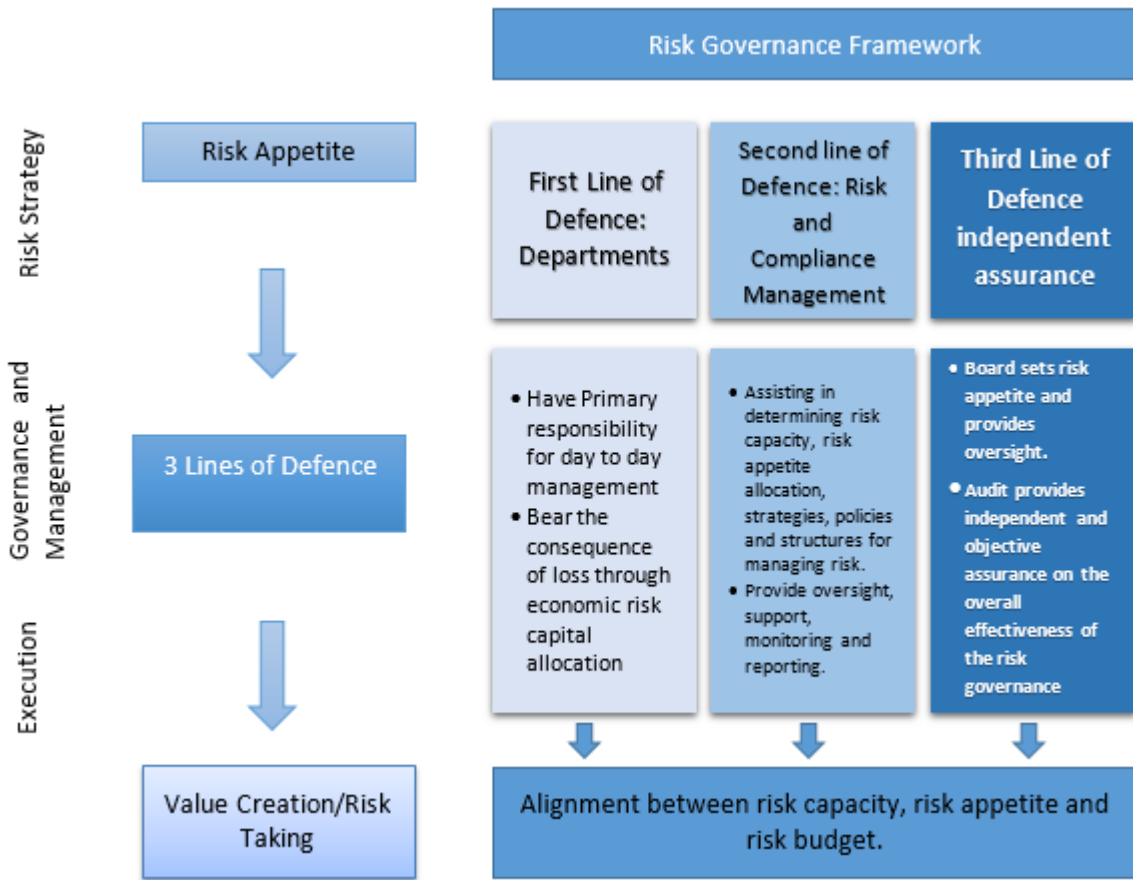 Risk Governance Framework
Risk Strategy
Risk Appetite
First Line of
Defence:
Departments
Second line of
Defence: Risk
and
Compliance
Management
Third Line of
Defence
independent
assurance
Governance and
Management
3 Lines of Defence
• Have Primary
responsibility
for day to day
management
• Bear the
consequence
of loss through
economic risk
capital
allocation
• Assisting in
determining risk
capacity, risk
appetite
allocation,
strategies, policies
and structures for
managing risk.
• Provide oversight,
support,
monitoring and
reporting.
• Board sets risk
appetite and
provides
oversight.
• Audit provides
independent and
objective
assurance on the
overall
effectiveness of
the risk
governance
Execution
Value Creation/Risk
Taking
Alignment between risk capacity, risk appetite and
risk budget.